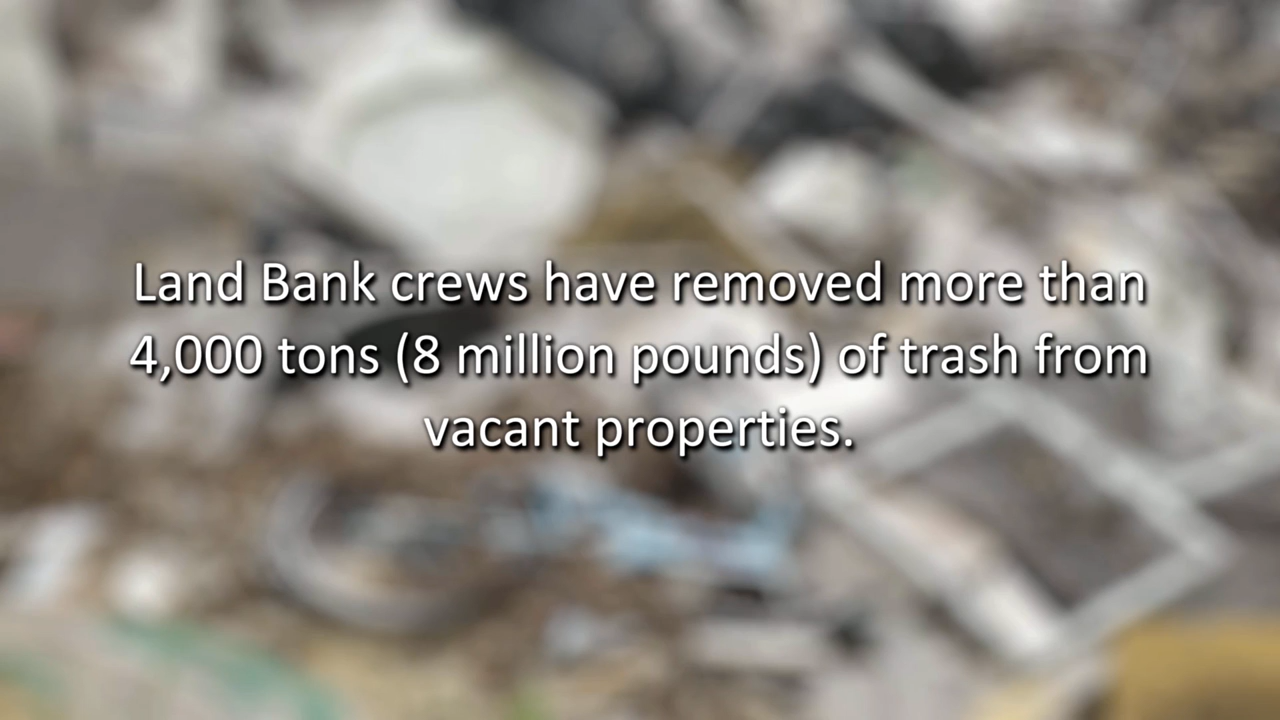 Land Bank crews have removed more than
4,000 tons (8 million pounds) of trash from
vacant properties.